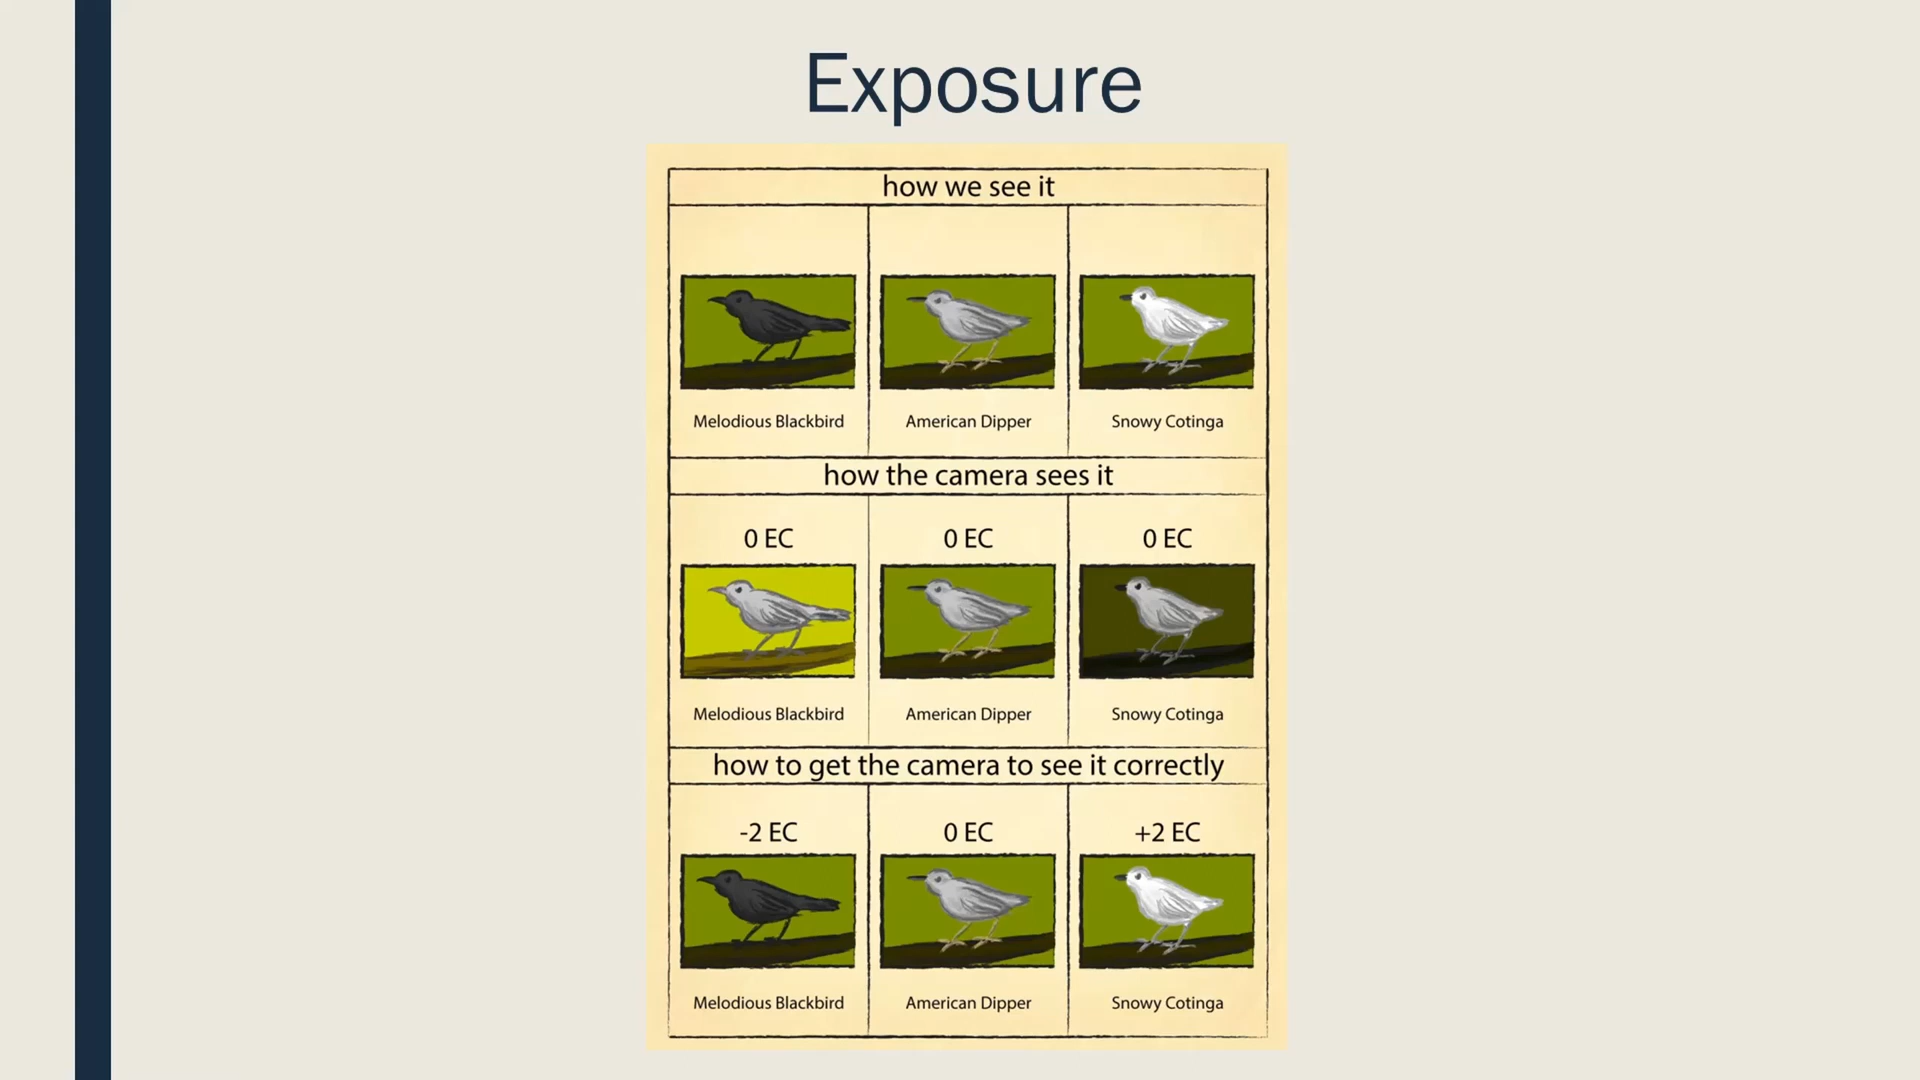 Exposure
how we see it
Melodious Blackbird American Dipper Snowy Cotinga
how the camera sees it
0 EC 0 EC 0 EC
Melodious Blackbird American Dipper Snowy Cotinga
how to get the camera to see it correctly
-2 EC 0 EC +2 EC
Melodious Blackbird American Dipper Snowy Cotinga